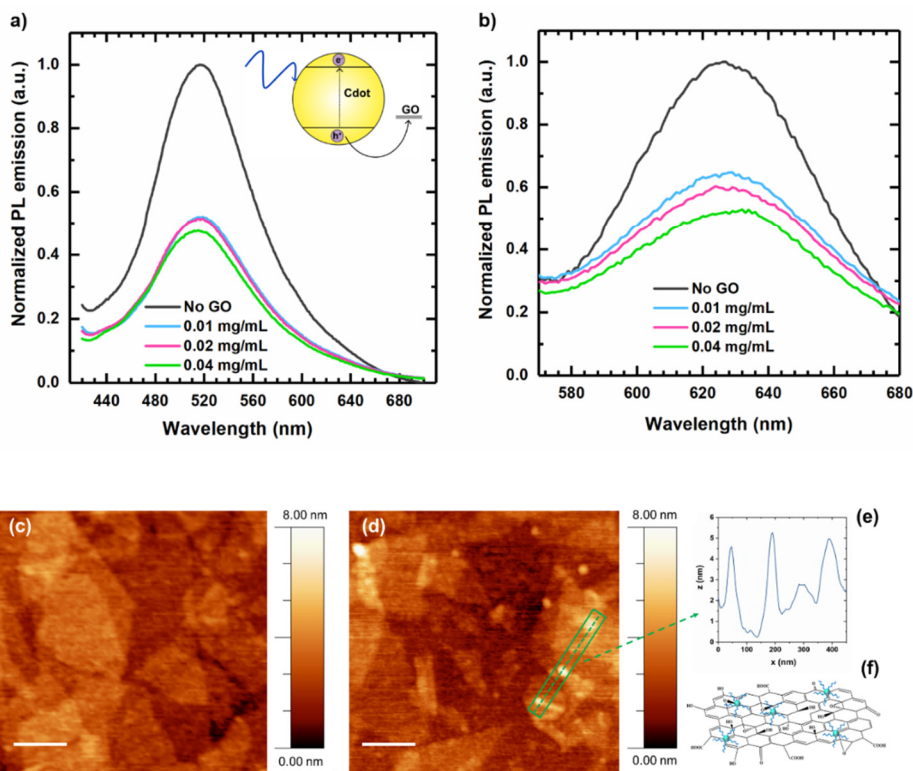 a)
Normalized PL emission (a.u.)
1.0
0.8
0.6
0.4
0.2
0.0
440 480 520 560 600 640 680
Wavelength (nm)
e-
Cdot
GO
h+
No GO
0.01 mg/mL
0.02 mg/mL
0.04 mg/mL
b)
Normalized PL emission (a.u.)
1.0
0.8
0.6
0.4
0.2
0.0
580 600 620 640 660 680
Wavelength (nm)
No GO
0.01 mg/mL
0.02 mg/mL
0.04 mg/mL
(c)
8.00 nm
0.00 nm
(d)
8.00 nm
0.00 nm
(e)
z (nm)
6
5
4
3
2
1
0
0 100 200 300 400
x (nm)
(f)
HOOC
HO
HO
HO
HOOC
COOH
COOH